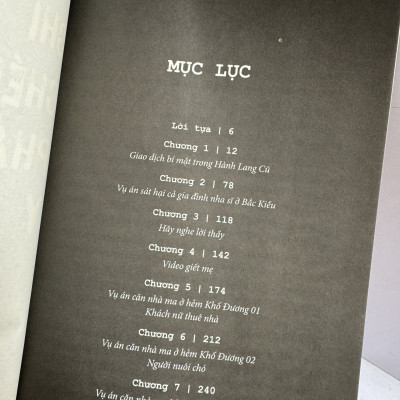 MỤC LỤC
Lời tựa | 6
Chương 1 | 12
Giao dịch bí mật trong Hành Lang Cũ
Chương 2 | 78
Vụ án sát hại cả gia đình nha sĩ ở Bắc Kiều
Chương 3 | 118
Hãy nghe lời thầy
Chương 4 | 142
Video giết mẹ
Chương 5 | 174
Vụ án căn nhà ma ở hẻm Khổ Dương 01
Khách nữ thuê nhà
Chương 6 | 212
Vụ án căn nhà ma ở hẻm Khổ Dương 02
Người nuôi chó
Chương 7 | 240